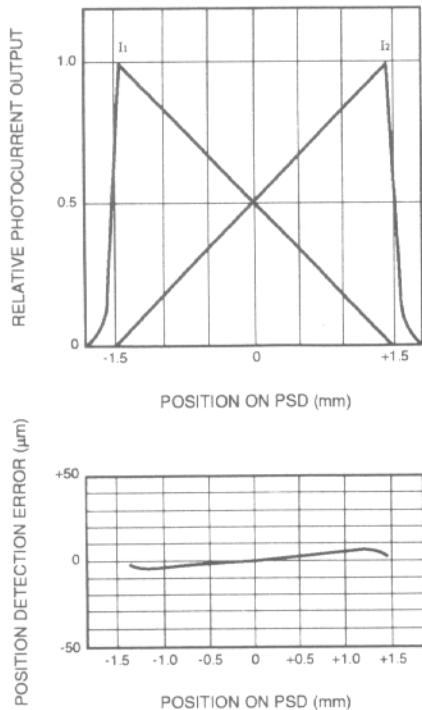 I₁ I₂
1.0
0.5
0
-1.5 0 +1.5
RELATIVE PHOTOCURRENT OUTPUT
POSITION ON PSD (mm)
+50
0
-50
-1.5 -1.0 -0.5 0 +0.5 +1.0 +1.5
POSITION DETECTION ERROR (μm)
POSITION ON PSD (mm)